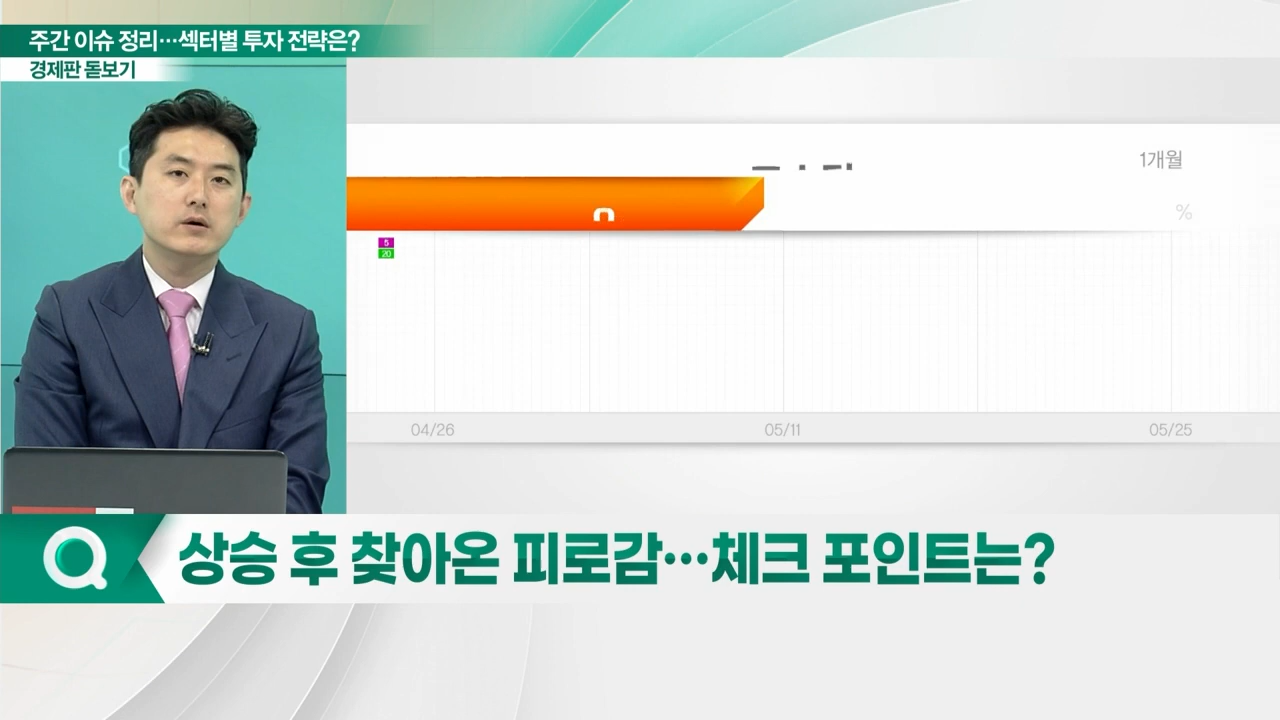 주간 이슈 정리…섹터별 투자 전략은?
경제판 돋보기
1개월
%
5
20
04/26
05/11
05/25
상승 후 찾아온 피로감…체크 포인트는?